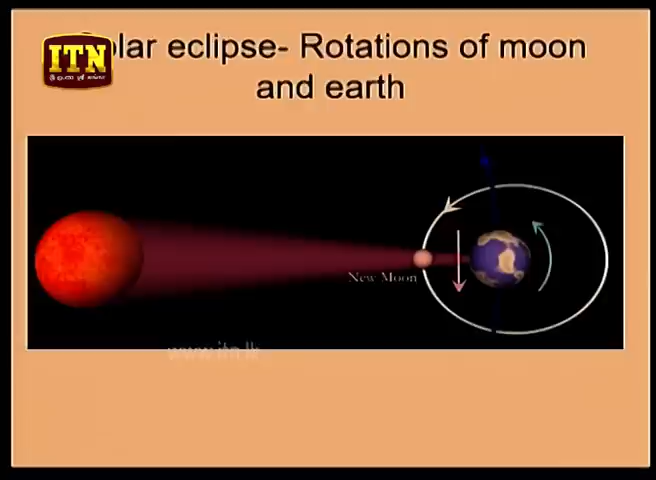 ITN
olar eclipse- Rotations of moon
and earth
New Moon
www.itn.lk